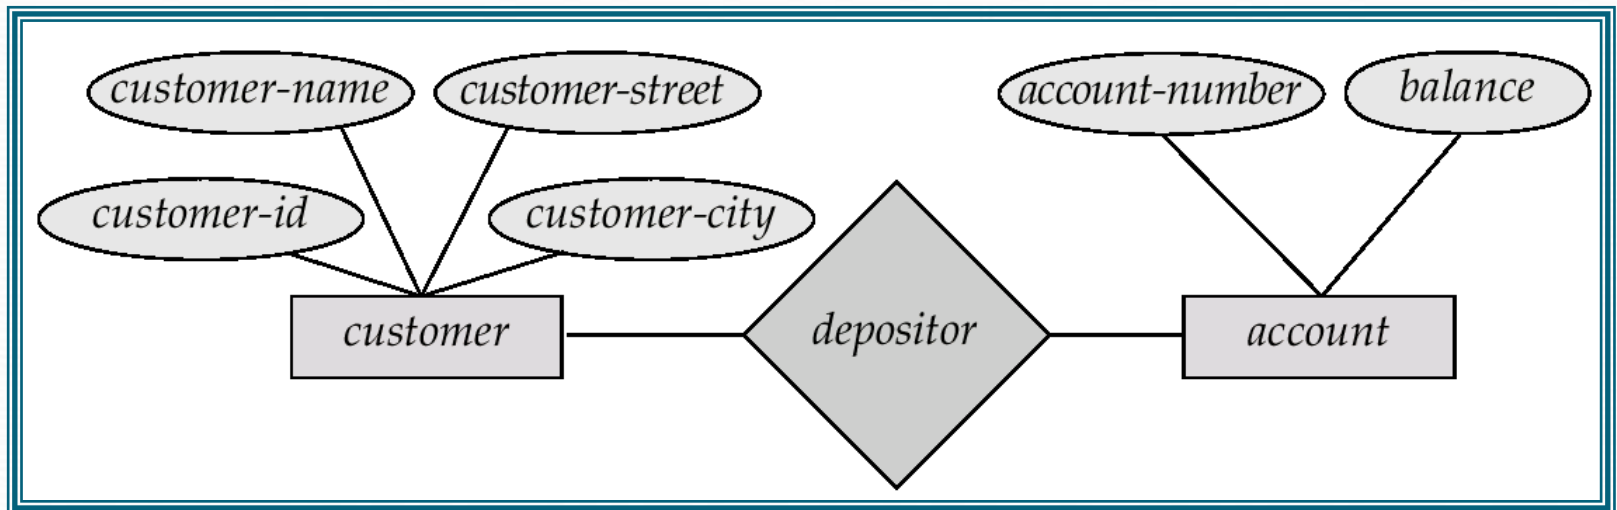 customer-name
customer-street
account-number
balance
customer-id
customer-city
customer
depositor
account